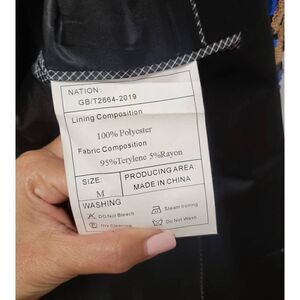 NATION:
GB/T2664-2019
Lining Composition
100% Polyester
Fabric Composition
95%Terylene 5%Rayon
SIZE:
M
PRODUCING AREA:
MADE IN CHINA
WASHING
Do Not Bleach
Steam Ironing
Dry Cleaning
Do Not Wash